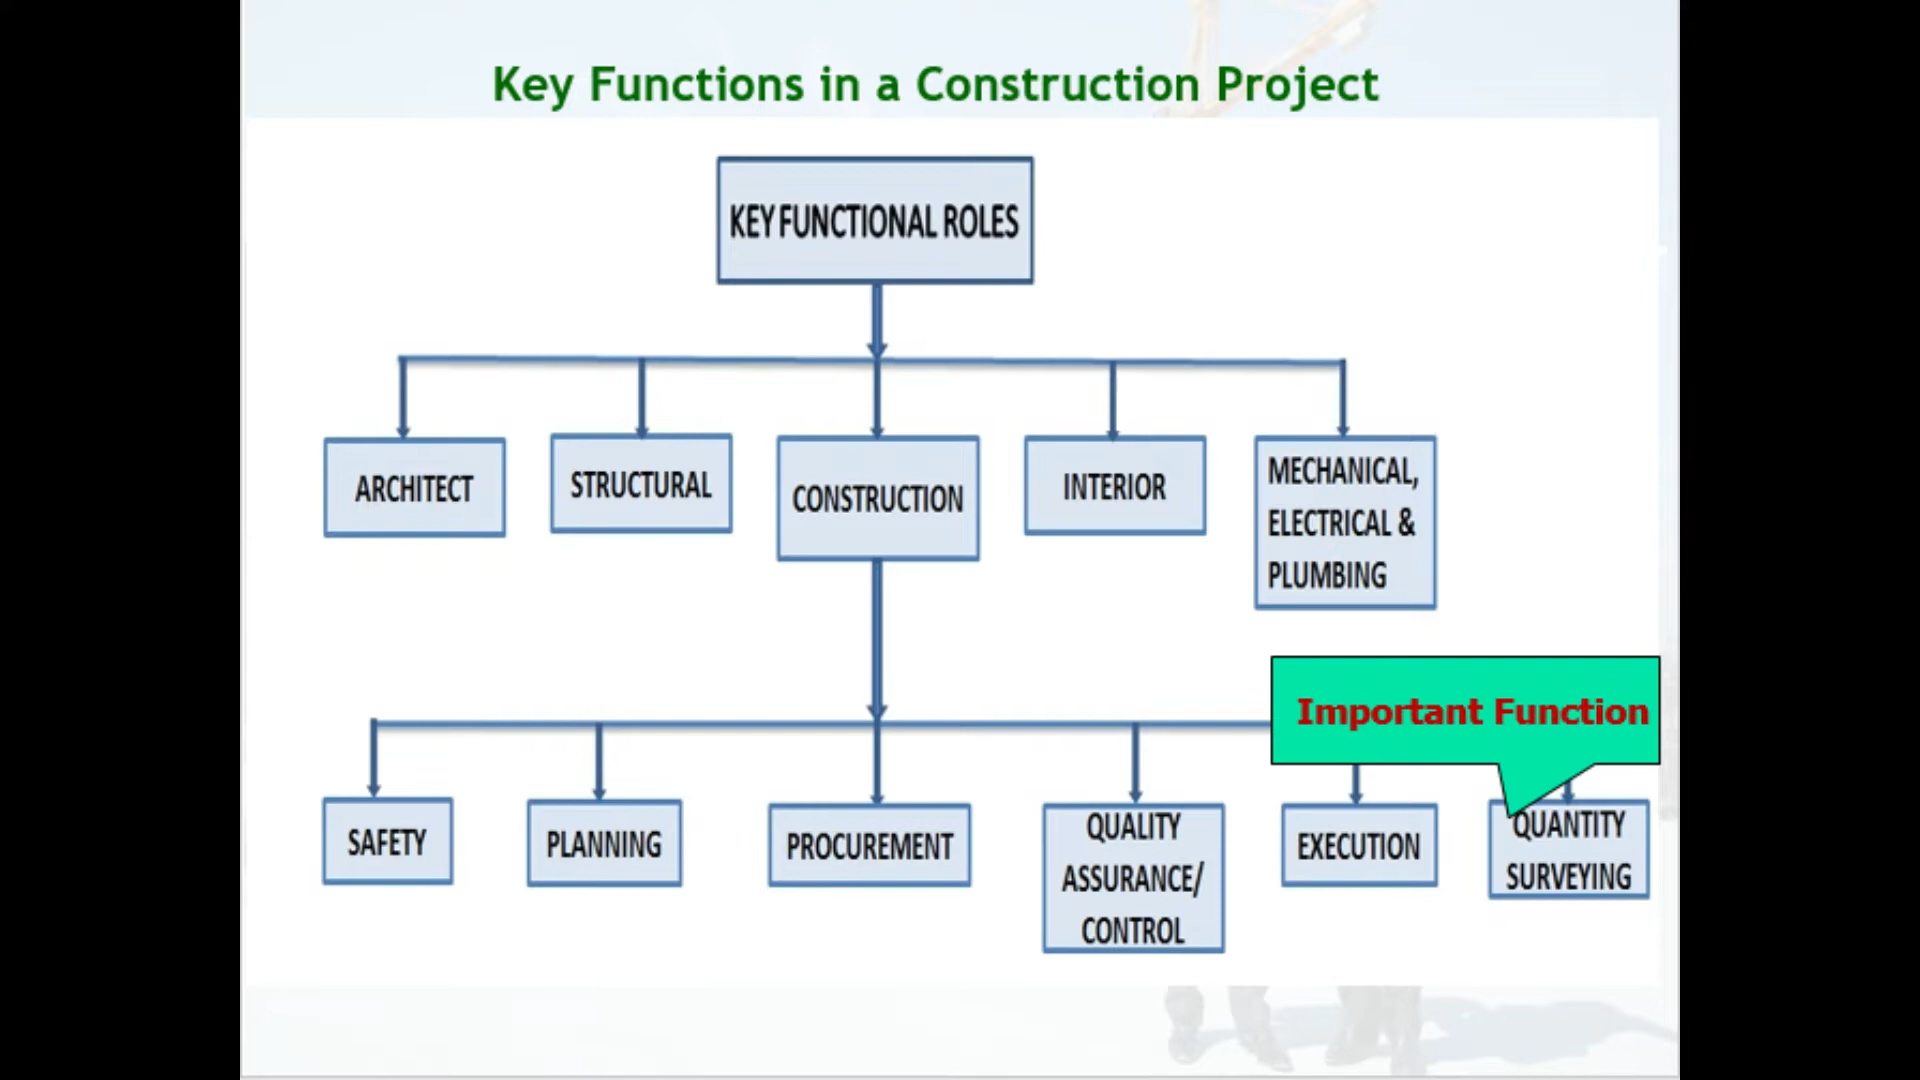 Key Functions in a Construction Project
KEY FUNCTIONAL ROLES
ARCHITECT
STRUCTURAL
CONSTRUCTION
INTERIOR
MECHANICAL,
ELECTRICAL &
PLUMBING
Important Function
SAFETY
PLANNING
PROCUREMENT
QUALITY
ASSURANCE/
CONTROL
EXECUTION
QUANTITY
SURVEYING